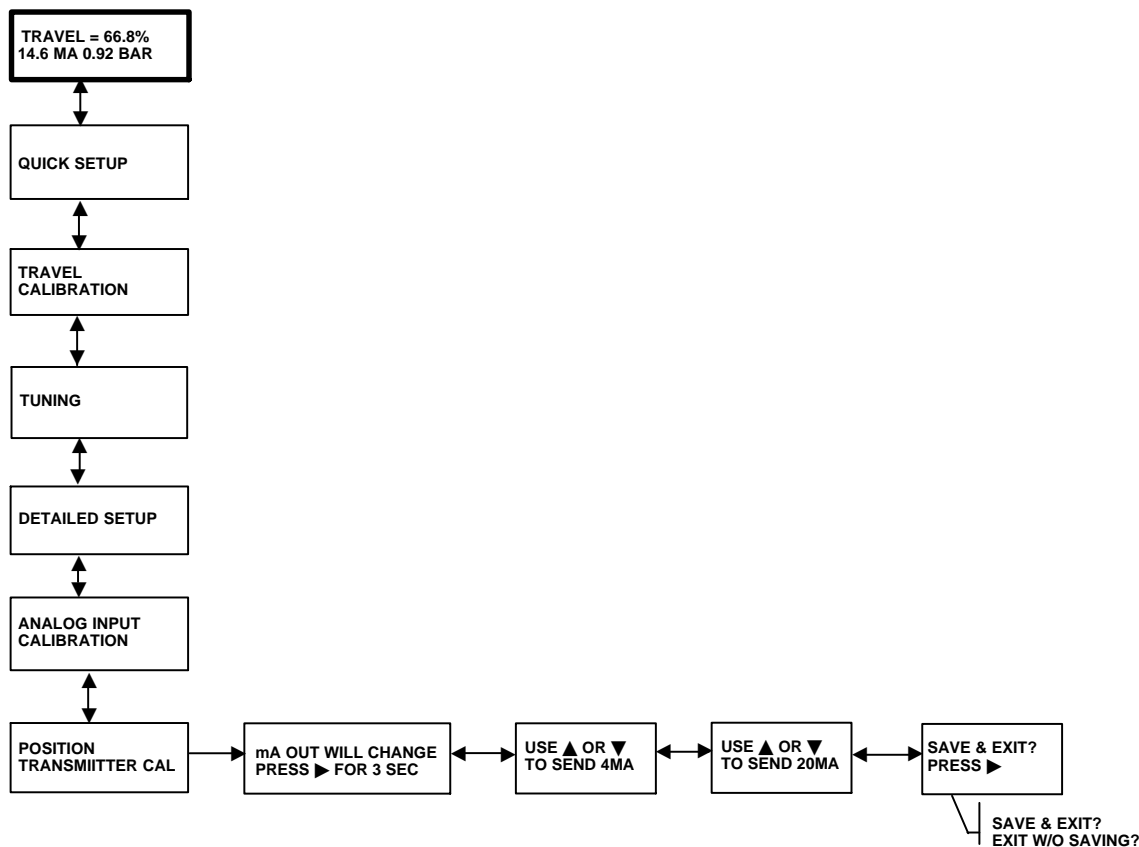 TRAVEL = 66.8%
14.6 MA 0.92 BAR
QUICK SETUP
TRAVEL
CALIBRATION
TUNING
DETAILED SETUP
ANALOG INPUT
CALIBRATION
POSITION
TRANSMIITTER CAL
mA OUT WILL CHANGE
PRESS ▶ FOR 3 SEC
USE ▲ OR ▼
TO SEND 4MA
USE ▲ OR ▼
TO SEND 20MA
SAVE & EXIT?
PRESS ▶
SAVE & EXIT?
EXIT W/O SAVING?